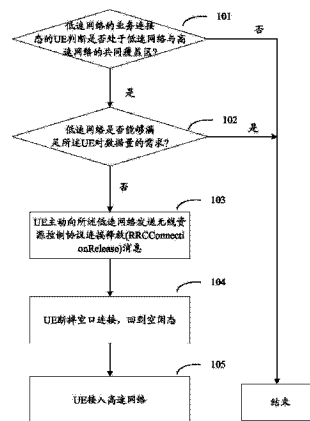 101
低速网络的业务连接
态的UE判断是否处于低速网络与高
速网络的共同覆盖区？
否
是
102
低速网络是否能够满
足所述UE对数据量的需求？
是
否
103
UE主动向所述低速网络发送无线资
源控制协议连接释放(RRCConnecti
onRelease)消息
104
UE断掉空口连接，回到空闲态
105
UE接入高速网络
结束